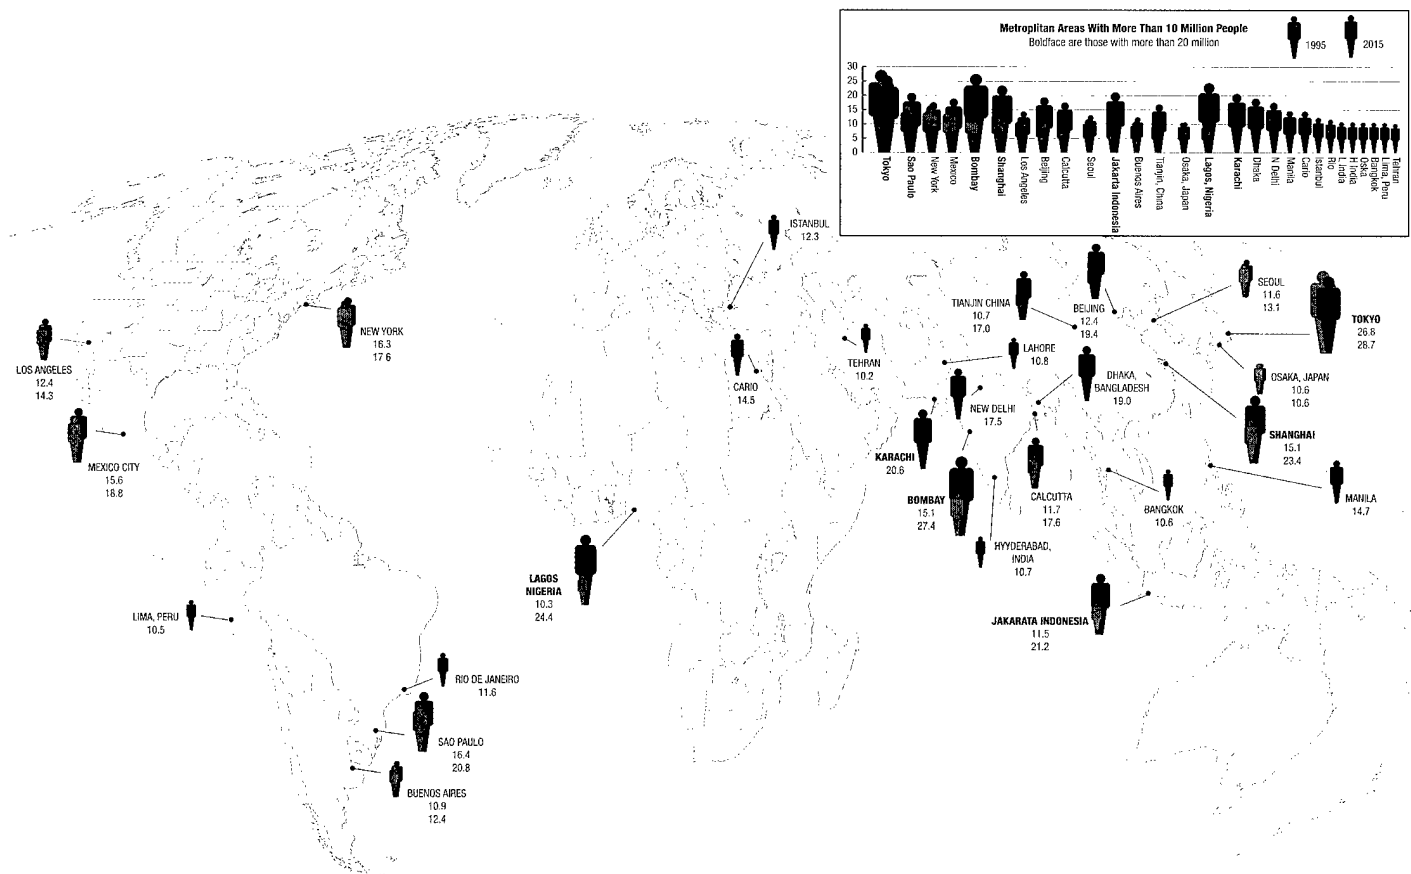 Metroplitan Areas With More Than 10 Million People
Boldface are those with more than 20 million
1995
2015
30
25
20
15
10
5
0
Tokyo
Sao Paulo
New York
Mexico
Bombay
Shanghai
Los Angeles
Beijing
Calcutta
Seoul
Jakarta Indonesia
Buenos Aires
Tianjin, China
Osaka, Japan
Lagos, Nigeria
Karachi
Dhaka
N Delhi
Manila
Cario
Istanbul
Rio
L India
H India
Oska
Bangkok
Lima, Peru
Tehran
ISTANBUL
12.3
NEW YORK
16.3
17.6
LOS ANGELES
12.4
14.3
MEXICO CITY
15.6
18.8
CARIO
14.5
TEHRAN
10.2
TIANJIN CHINA
10.7
17.0
BEIJING
12.4
19.4
SEOUL
11.6
13.1
TOKYO
26.8
28.7
LAHORE
10.8
DHAKA,
BANGLADESH
19.0
OSAKA, JAPAN
10.6
10.6
NEW DELHI
17.5
KARACHI
20.6
SHANGHAI
15.1
23.4
BOMBAY
15.1
27.4
CALCUTTA
11.7
17.6
BANGKOK
10.6
MANILA
14.7
HYYDERABAD,
INDIA
10.7
LAGOS
NIGERIA
10.3
24.4
JAKARATA INDONESIA
11.5
21.2
LIMA, PERU
10.5
RIO DE JANEIRO
11.6
SAO PAULO
16.4
20.8
BUENOS AIRES
10.9
12.4